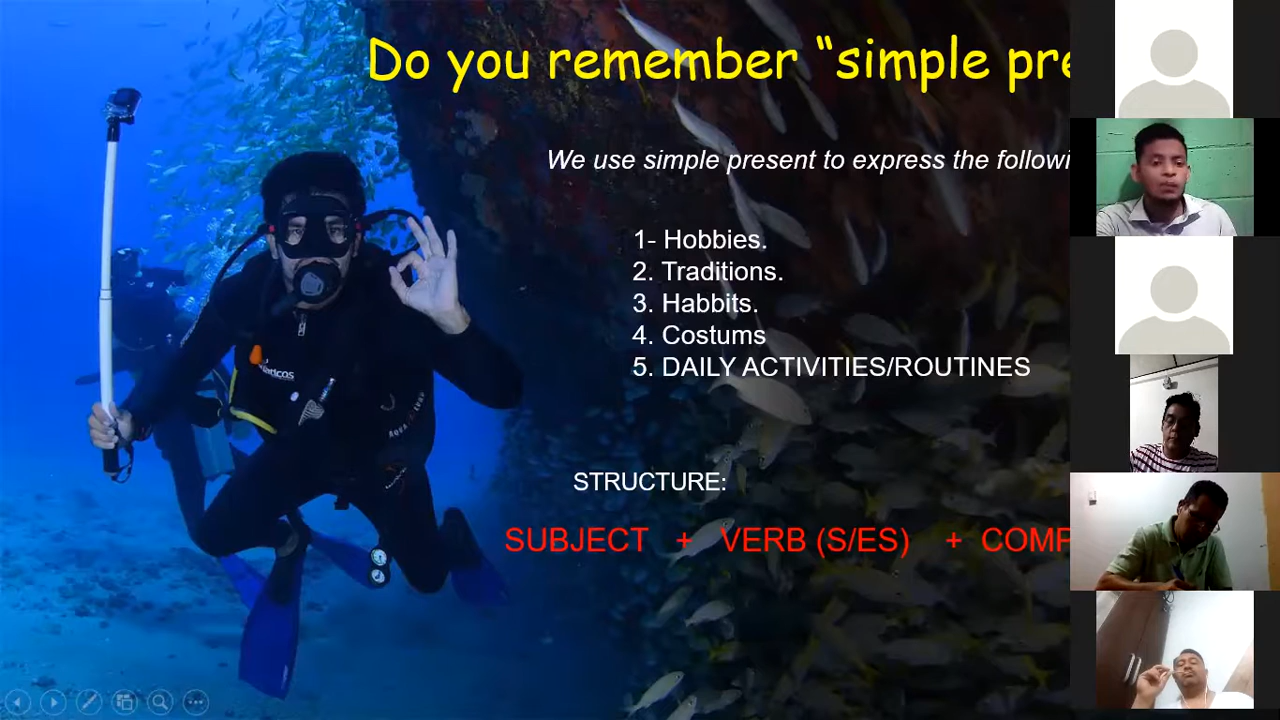 Do you remember “simple pre
We use simple present to express the followi
1- Hobbies.
2. Traditions.
3. Habbits.
4. Costums
5. DAILY ACTIVITIES/ROUTINES
STRUCTURE:
SUBJECT + VERB (S/ES) + COMP